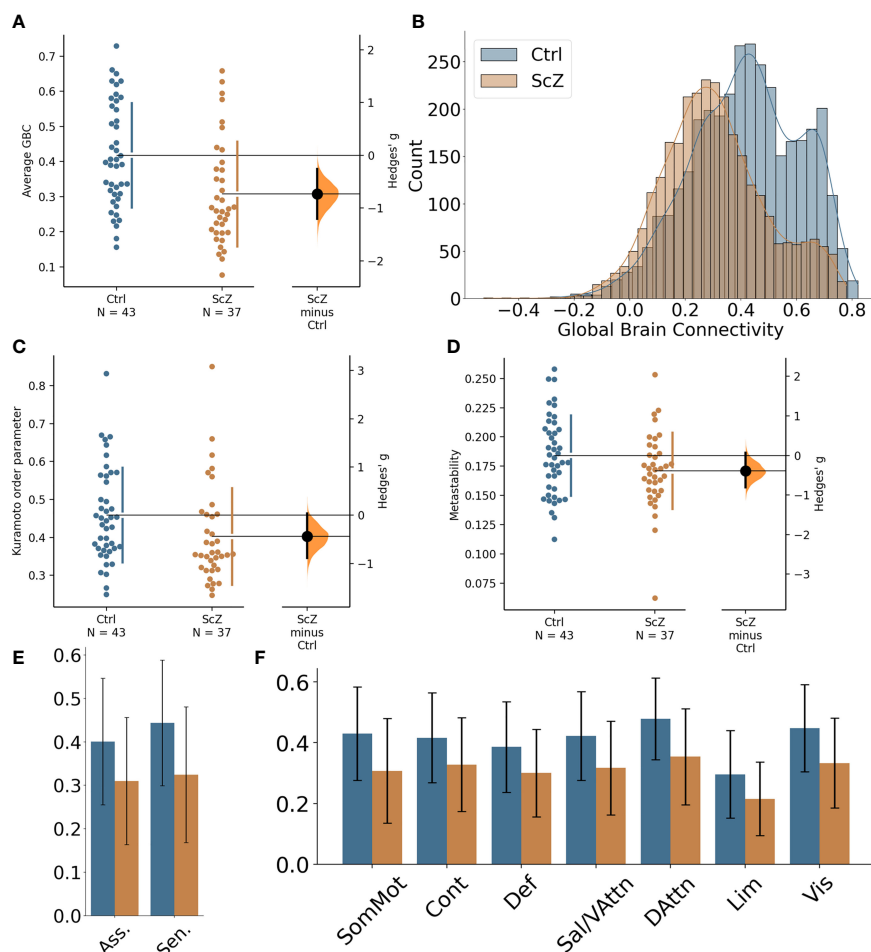 A
0.7
0.6
0.5
0.4
0.3
0.2
0.1
Average GBC
2
1
0
−1
−2
Hedges' g
Ctrl
N = 43
ScZ
N = 37
ScZ
minus
Ctrl
B
Ctrl
ScZ
250
200
150
100
50
0
Count
−0.4
−0.2
0.0
0.2
0.4
0.6
0.8
Global Brain Connectivity
C
0.8
0.7
0.6
0.5
0.4
0.3
Kuramoto order parameter
3
2
1
0
−1
Hedges' g
Ctrl
N = 43
ScZ
N = 37
ScZ
minus
Ctrl
D
0.250
0.225
0.200
0.175
0.150
0.125
0.100
0.075
Metastability
2
1
0
−1
−2
−3
Hedges' g
Ctrl
N = 43
ScZ
N = 37
ScZ
minus
Ctrl
E
0.6
0.5
0.4
0.3
0.2
0.1
0.0
Ass.
Sen.
F
0.6
0.4
0.2
0.0
SomMot
Cont
Def
Sal/VAttn
DAttn
Lim
Vis